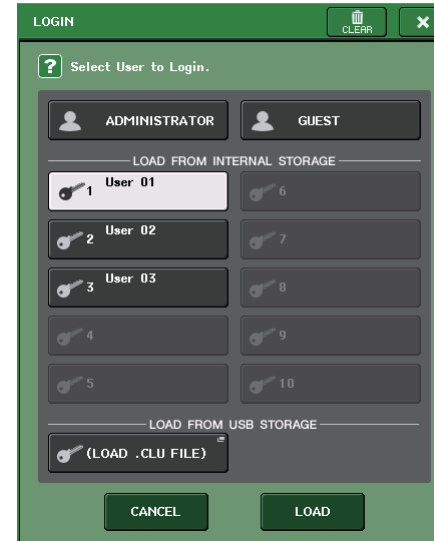 LOGIN
CLEAR
×
? Select User to Login.
ADMINISTRATOR
GUEST
LOAD FROM INTERNAL STORAGE
1 User 01
6
2 User 02
7
3 User 03
8
4
9
5
10
LOAD FROM USB STORAGE
(LOAD .CLU FILE)
CANCEL
LOAD